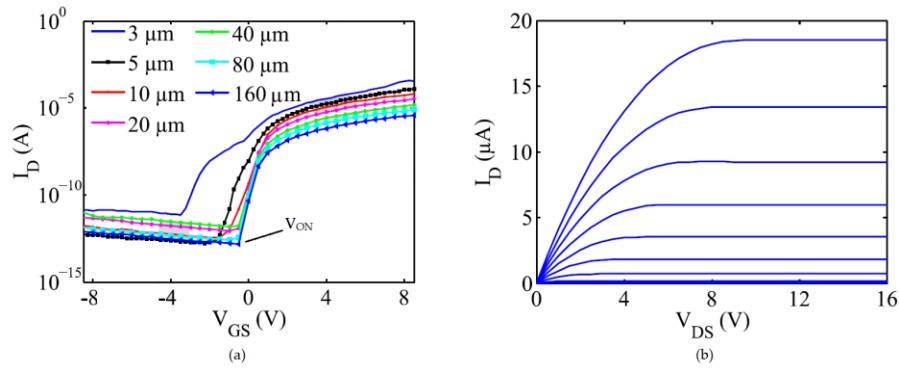 10⁰
10⁻⁵
10⁻¹⁰
10⁻¹⁵
I_D (A)
3 µm
5 µm
10 µm
20 µm
40 µm
80 µm
160 µm
V_ON
-8 -4 0 4 8
V_GS (V)
(a)
20
15
10
5
0
I_D (µA)
0 4 8 12 16
V_DS (V)
(b)